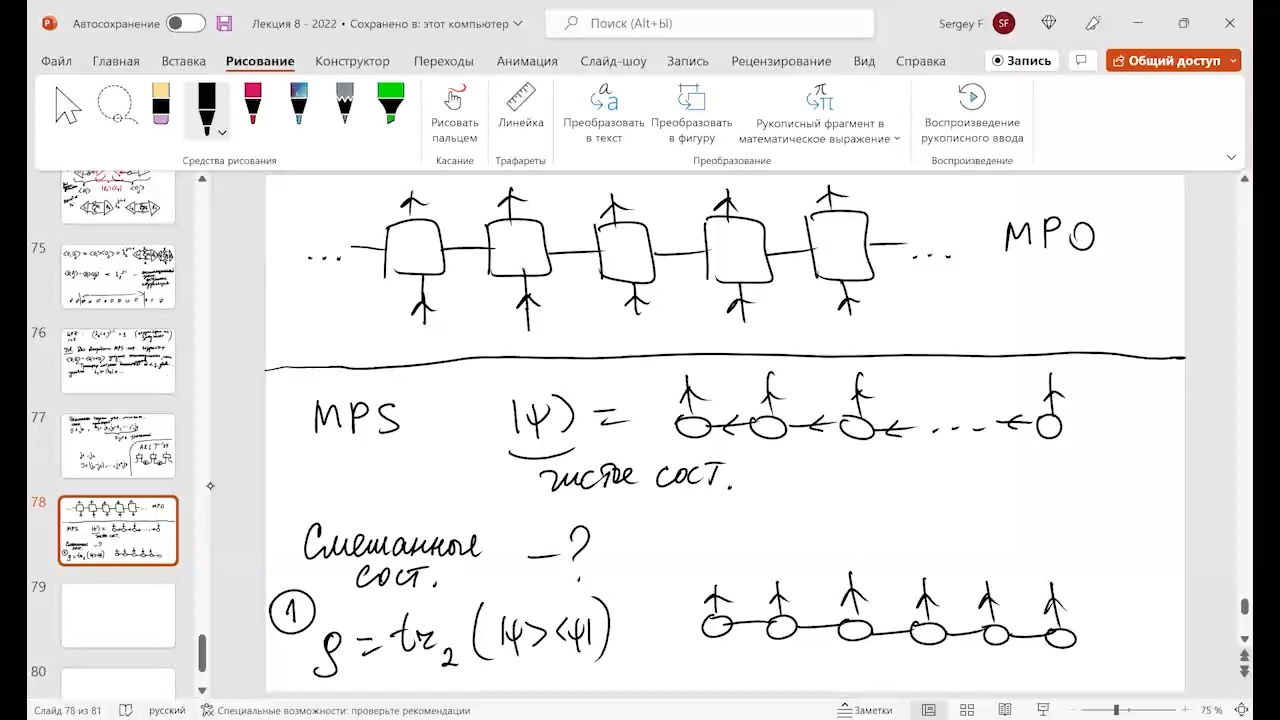 Автосохранение
Лекция 8 - 2022 • Сохранено в: этот компьютер
Поиск (Alt+Ы)
Sergey F
SF
Файл Главная Вставка Рисование Конструктор Переходы Анимация Слайд-шоу Запись Рецензирование Вид Справка
Запись
Общий доступ
Рисовать пальцем
Линейка
Преобразовать в текст
Преобразовать в фигуру
Рукописный фрагмент в математическое выражение
Воспроизведение рукописного ввода
Средства рисования
Касание
Трафареты
Преобразование
Воспроизведение
75
76
77
78
79
80
... ... MPO
MPS |ψ) = ...
чистое сост.
Смешанные – ?
сост.
1
ρ = tr₂ (|ψ><ψ|)
Слайд 78 из 81
русский
Специальные возможности: проверьте рекомендации
Заметки
75 %